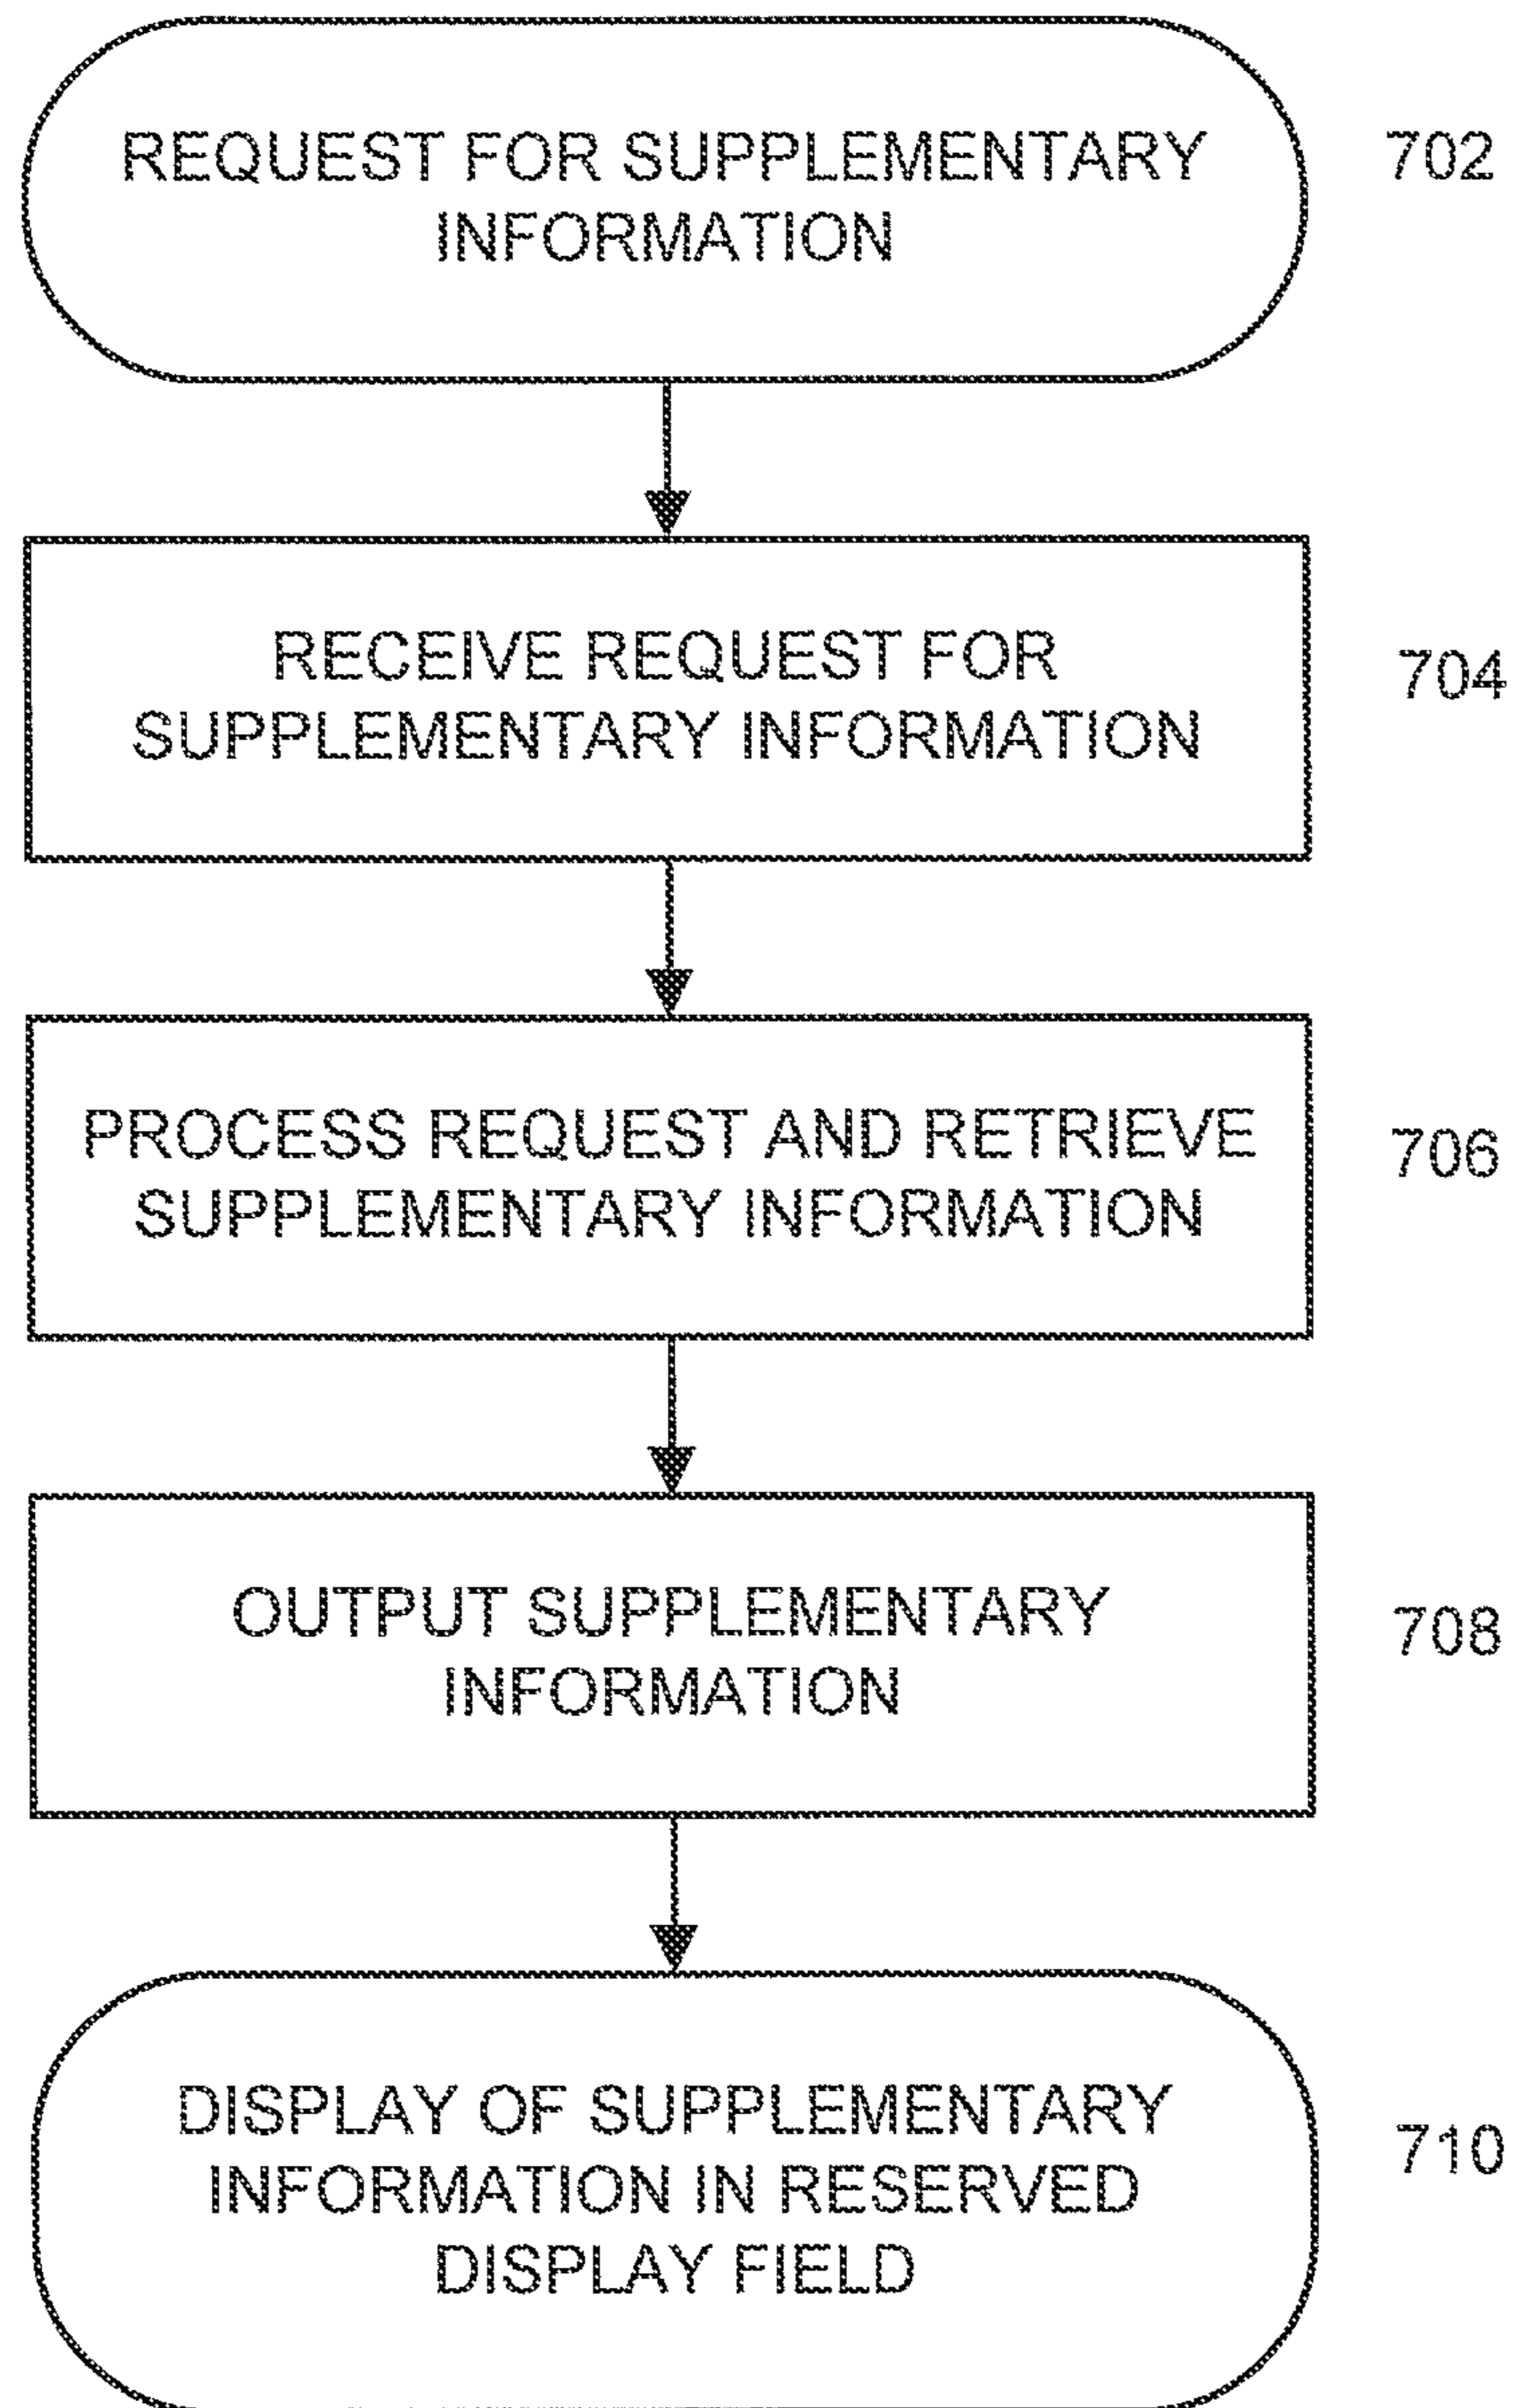 REQUEST FOR SUPPLEMENTARY
INFORMATION
702
RECEIVE REQUEST FOR
SUPPLEMENTARY INFORMATION
704
PROCESS REQUEST AND RETRIEVE
SUPPLEMENTARY INFORMATION
706
OUTPUT SUPPLEMENTARY
INFORMATION
708
DISPLAY OF SUPPLEMENTARY
INFORMATION IN RESERVED
DISPLAY FIELD
710